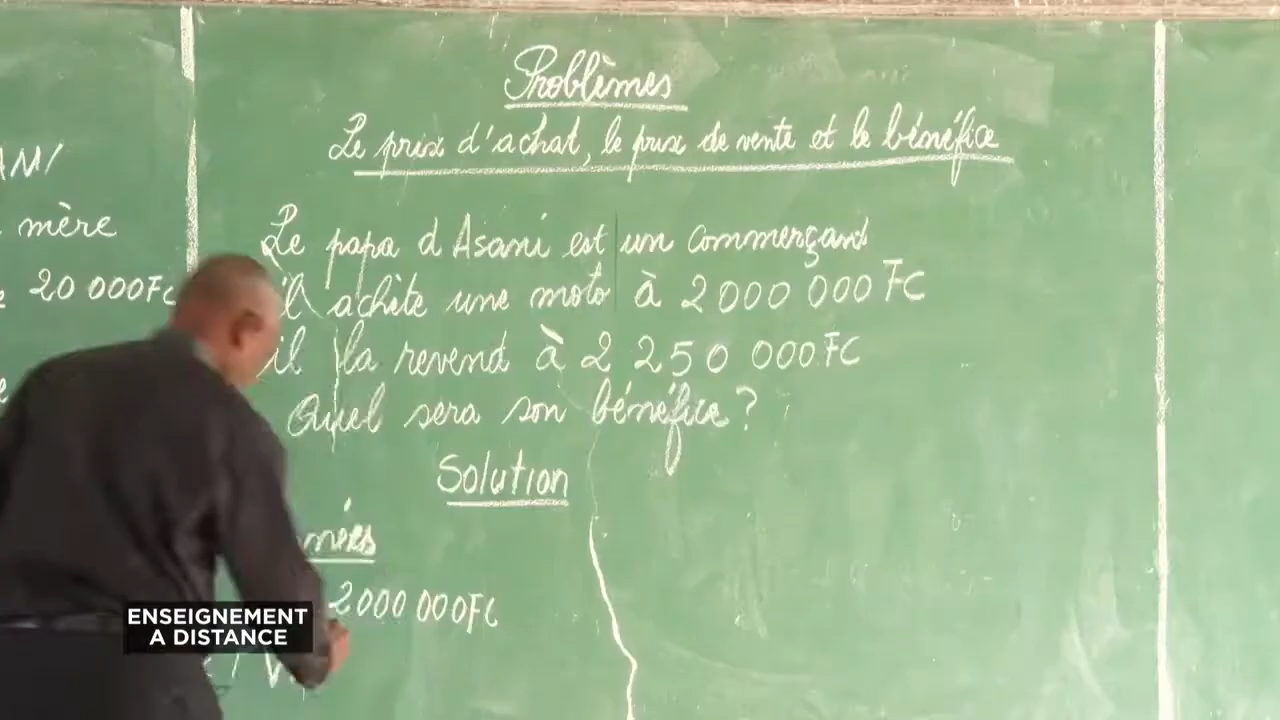 Problèmes
Le prix d'achat, le prix de vente et le bénéfice
Le papa d'Asani est un commerçant
il achète une moto à 2 000 000 FC
il la revend à 2 250 000 FC
Quel sera son bénéfice?
Solution
2 000 000 FC
mère
20 000 FC
ENSEIGNEMENT
A DISTANCE